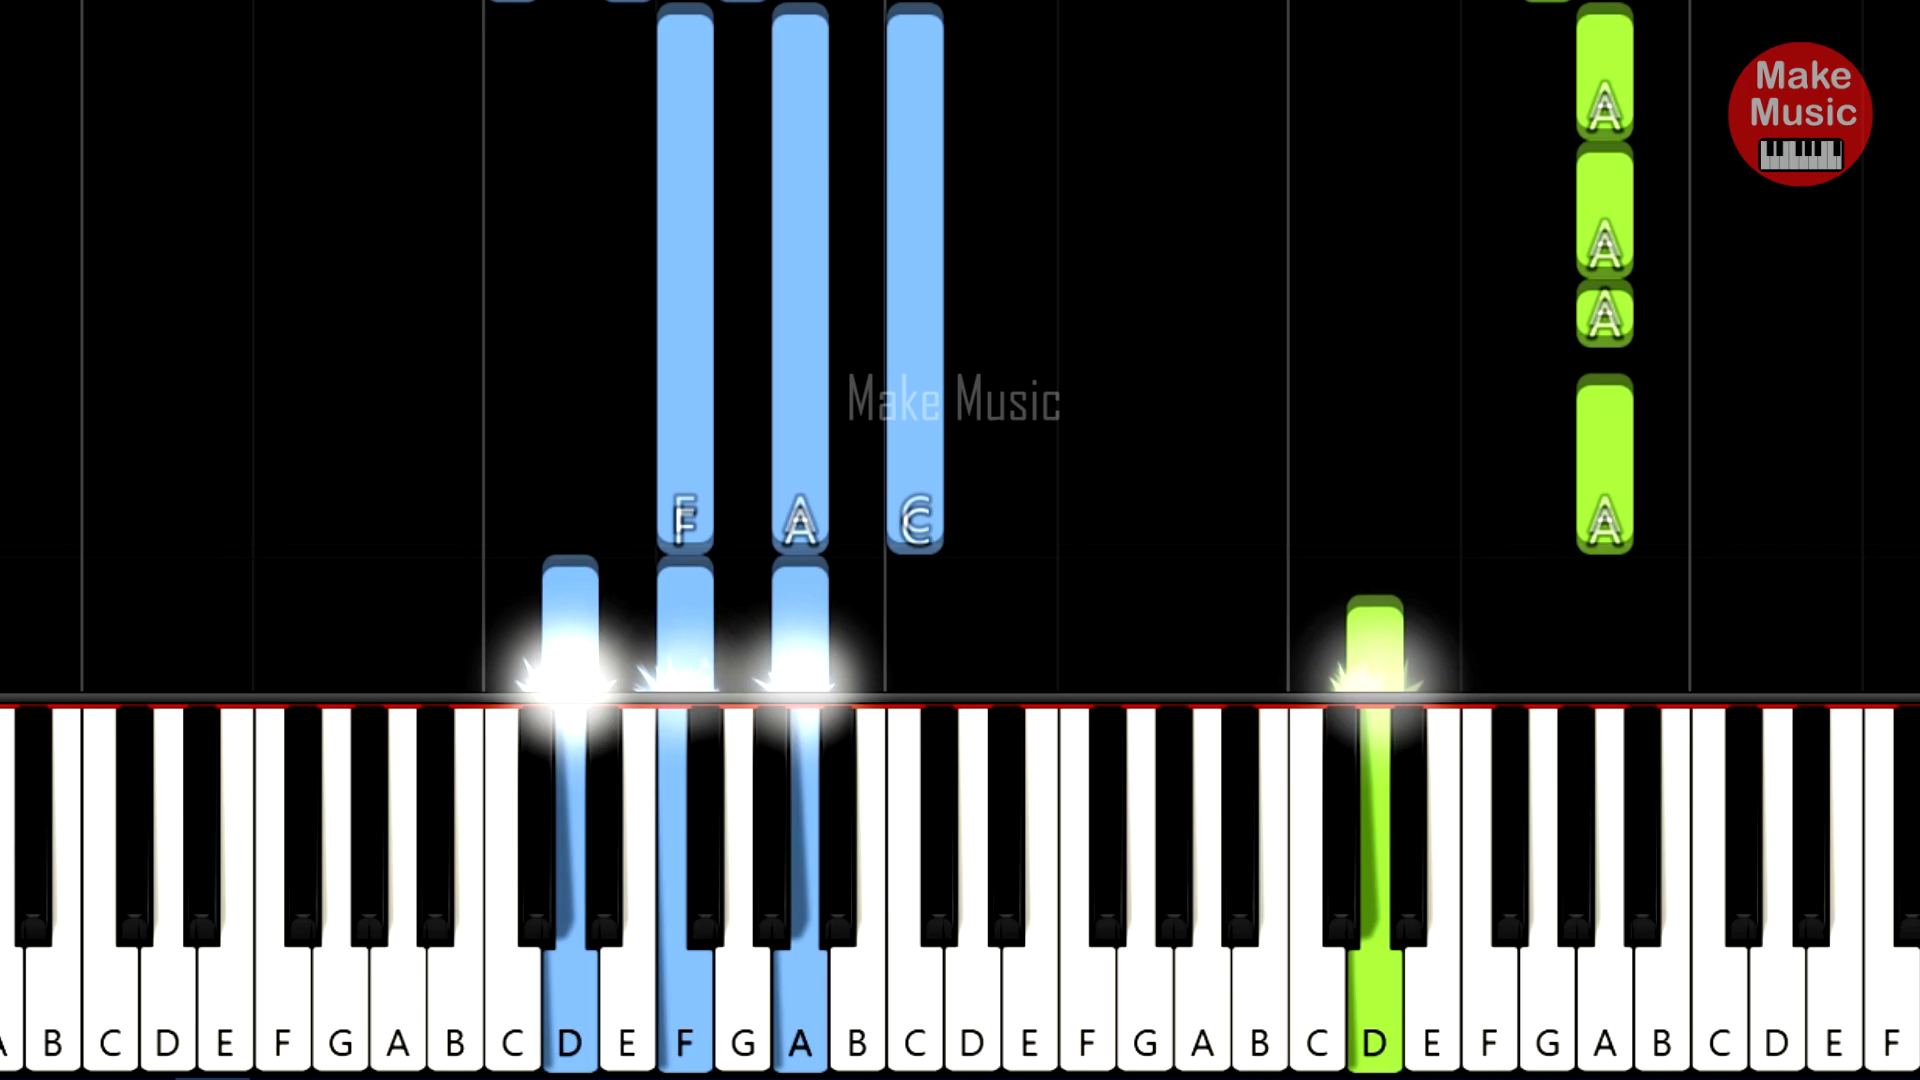 Make
Music
A
A
A
Make Music
F A C A
A B C D E F G A B C D E F G A B C D E F G A B C D E F G A B C D E F